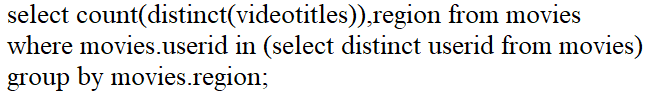 select count(distinct(videotitles)),region from movies
where movies.userid in (select distinct userid from movies)
group by movies.region;